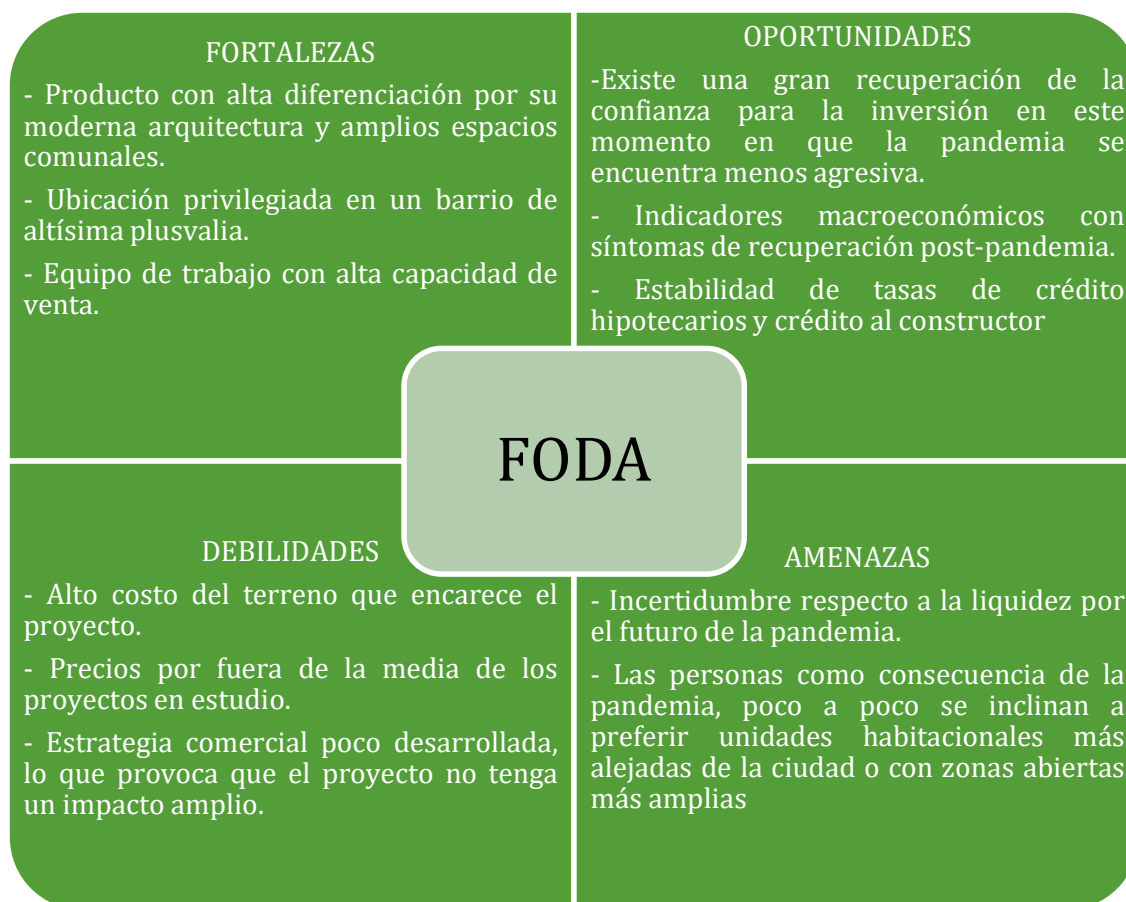 FORTALEZAS
- Producto con alta diferenciación por su
moderna arquitectura y amplios espacios
comunales.
- Ubicación privilegiada en un barrio de
altísima plusvalia.
- Equipo de trabajo con alta capacidad de
venta.
OPORTUNIDADES
-Existe una gran recuperación de la
confianza para la inversión en este
momento en que la pandemia se
encuentra menos agresiva.
- Indicadores macroeconómicos con
síntomas de recuperación post-pandemia.
- Estabilidad de tasas de crédito
hipotecarios y crédito al constructor
FODA
DEBILIDADES
- Alto costo del terreno que encarece el
proyecto.
- Precios por fuera de la media de los
proyectos en estudio.
- Estrategia comercial poco desarrollada,
lo que provoca que el proyecto no tenga
un impacto amplio.
AMENAZAS
- Incertidumbre respecto a la liquidez por
el futuro de la pandemia.
- Las personas como consecuencia de la
pandemia, poco a poco se inclinan a
preferir unidades habitacionales más
alejadas de la ciudad o con zonas abiertas
más amplias